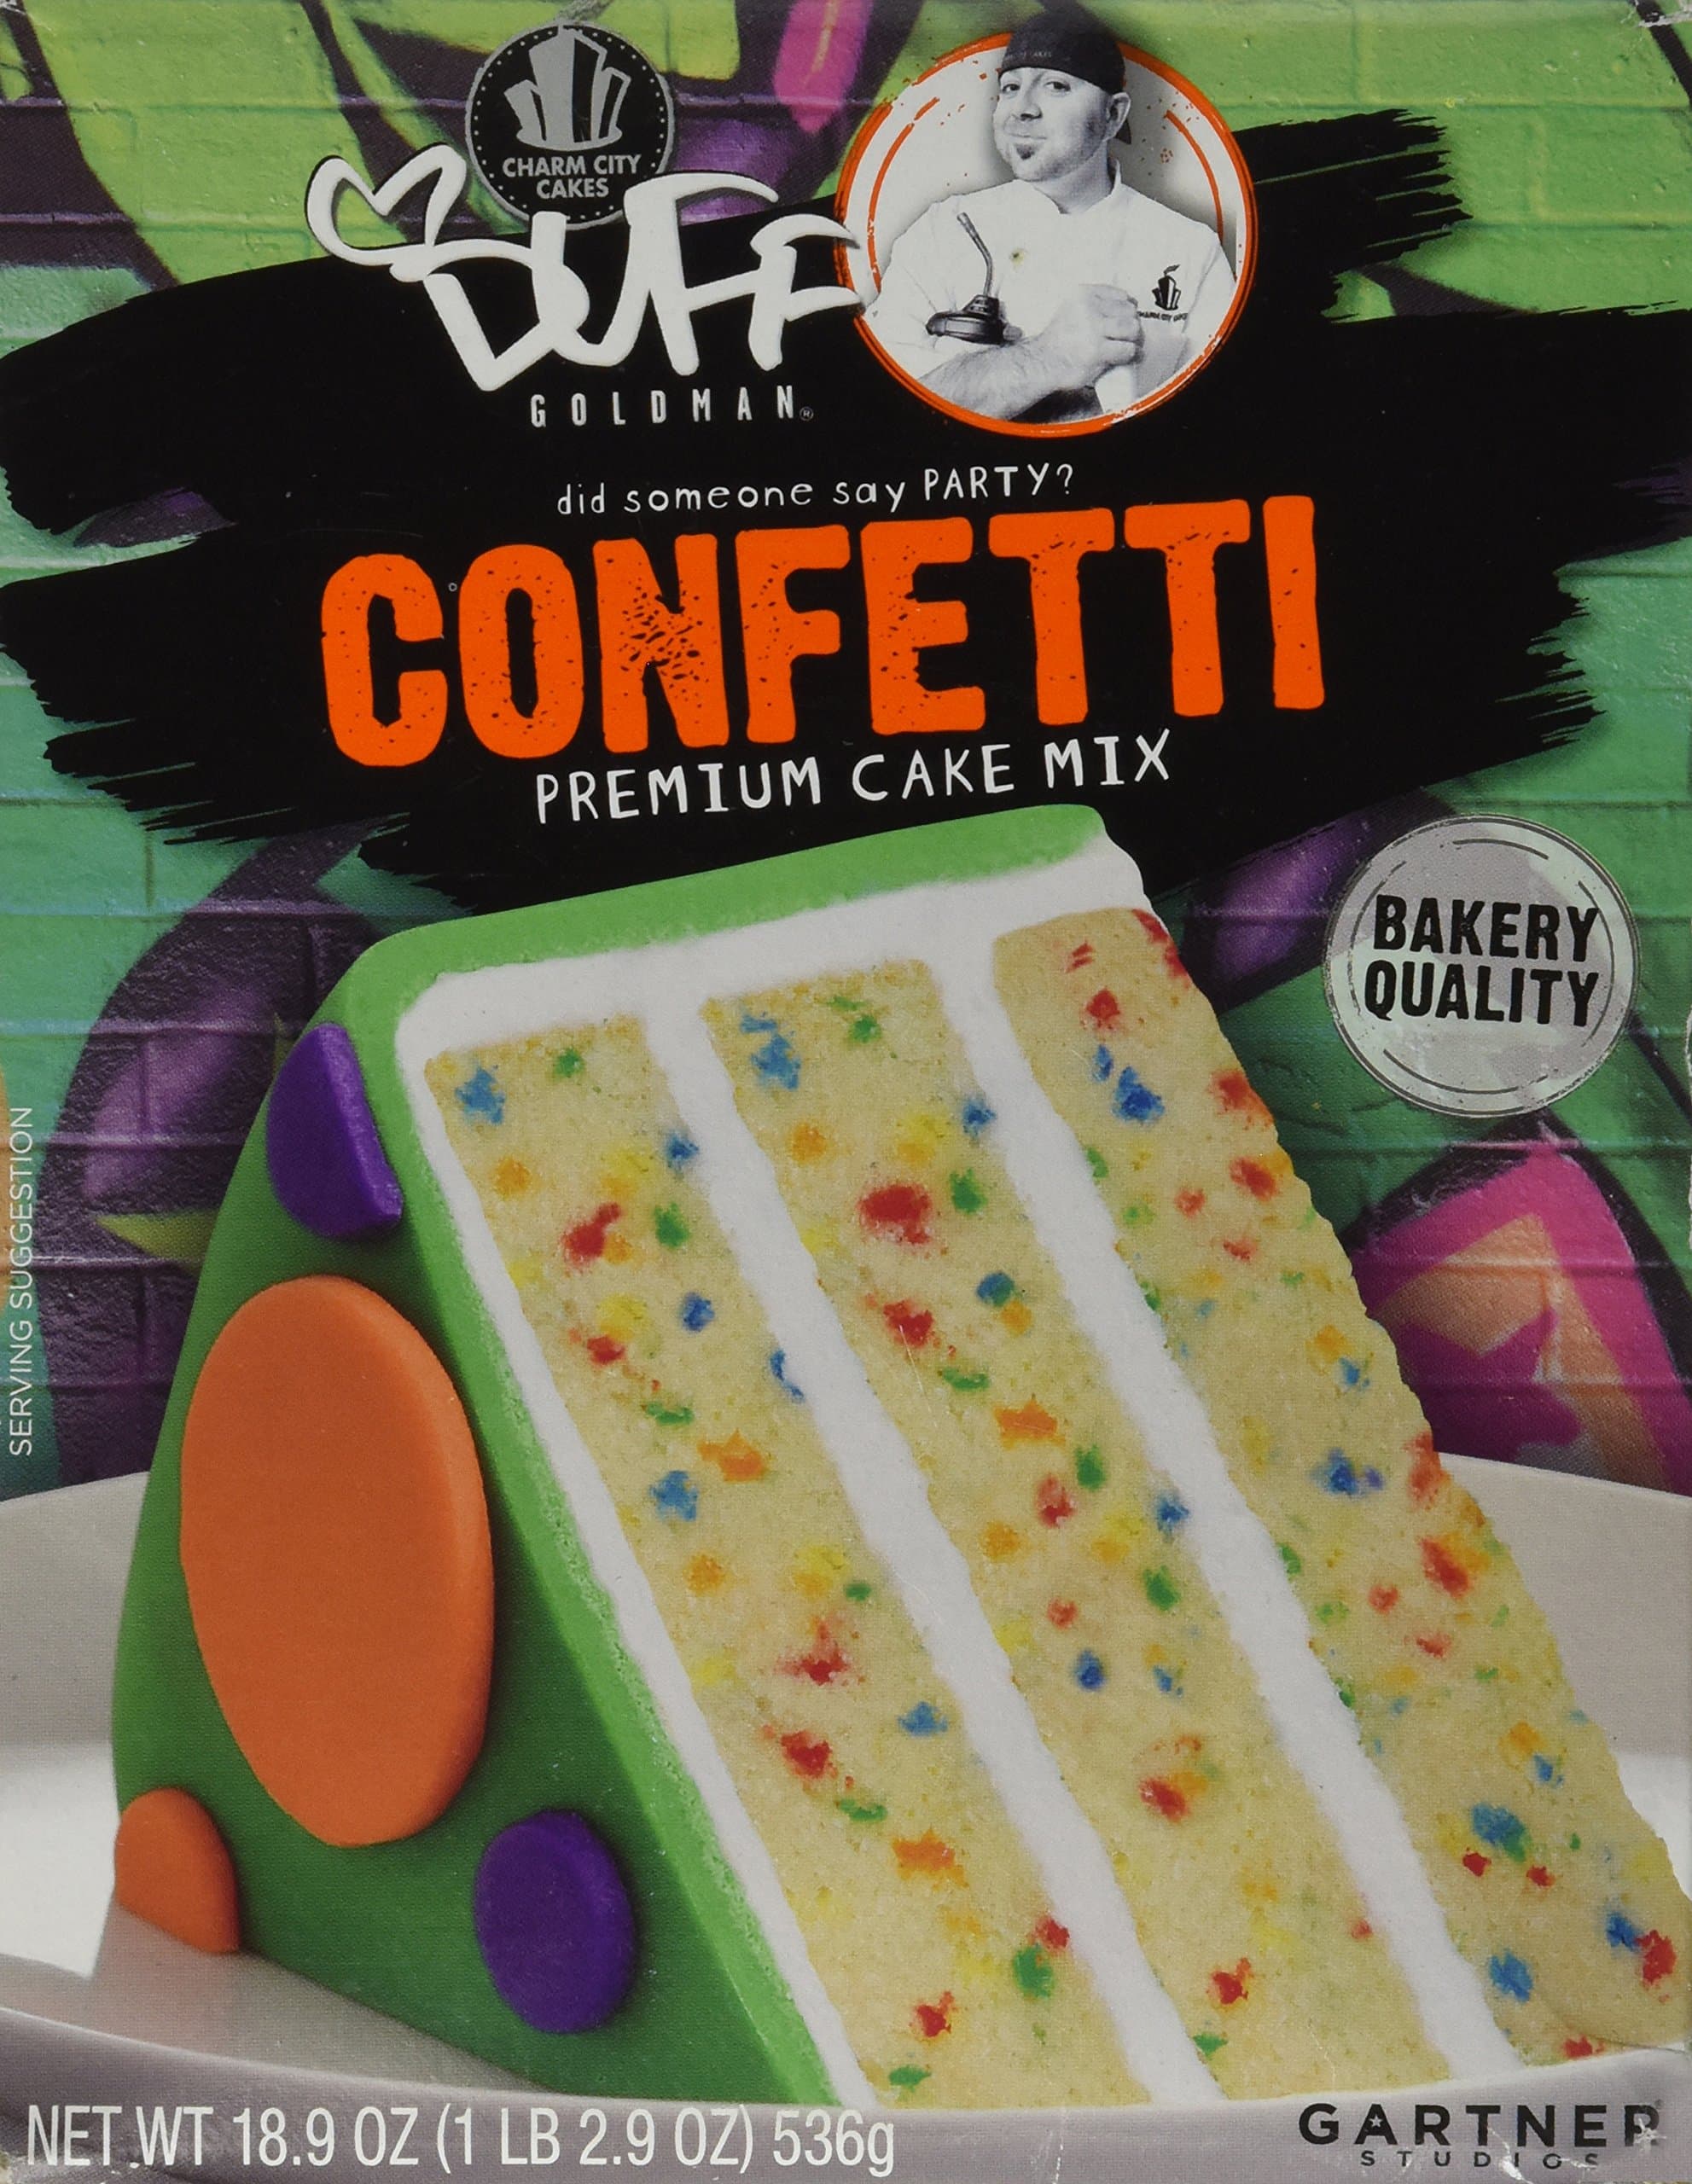 CHARM CITY
CAKES
DUFF
GOLDMAN®
did someone say PARTY?
CONFETTI
PREMIUM CAKE MIX
BAKERY
QUALITY
SERVING SUGGESTION
NET WT 18.9 OZ (1 LB 2.9 OZ) 536g
GARTNER
STUDIOS